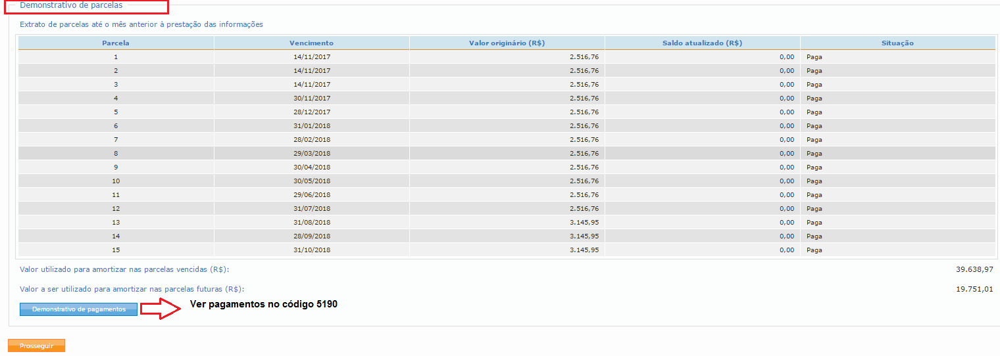 Demonstrativo de parcelas
Extrato de parcelas até o mês anterior à prestação das informações
Parcela Vencimento Valor originário (R$) Saldo atualizado (R$) Situação
1 14/11/2017 2.516,76 0,00 Paga
2 14/11/2017 2.516,76 0,00 Paga
3 14/11/2017 2.516,76 0,00 Paga
4 30/11/2017 2.516,76 0,00 Paga
5 28/12/2017 2.516,76 0,00 Paga
6 31/01/2018 2.516,76 0,00 Paga
7 28/02/2018 2.516,76 0,00 Paga
8 29/03/2018 2.516,76 0,00 Paga
9 30/04/2018 2.516,76 0,00 Paga
10 30/05/2018 2.516,76 0,00 Paga
11 29/06/2018 2.516,76 0,00 Paga
12 31/07/2018 2.516,76 0,00 Paga
13 31/08/2018 3.145,95 0,00 Paga
14 28/09/2018 3.145,95 0,00 Paga
15 31/10/2018 3.145,95 0,00 Paga
Valor utilizado para amortizar nas parcelas vencidas (R$): 39.638,97
Valor a ser utilizado para amortizar nas parcelas futuras (R$): 19.751,01
Demonstrativo de pagamentos Ver pagamentos no código 5190
Prosseguir